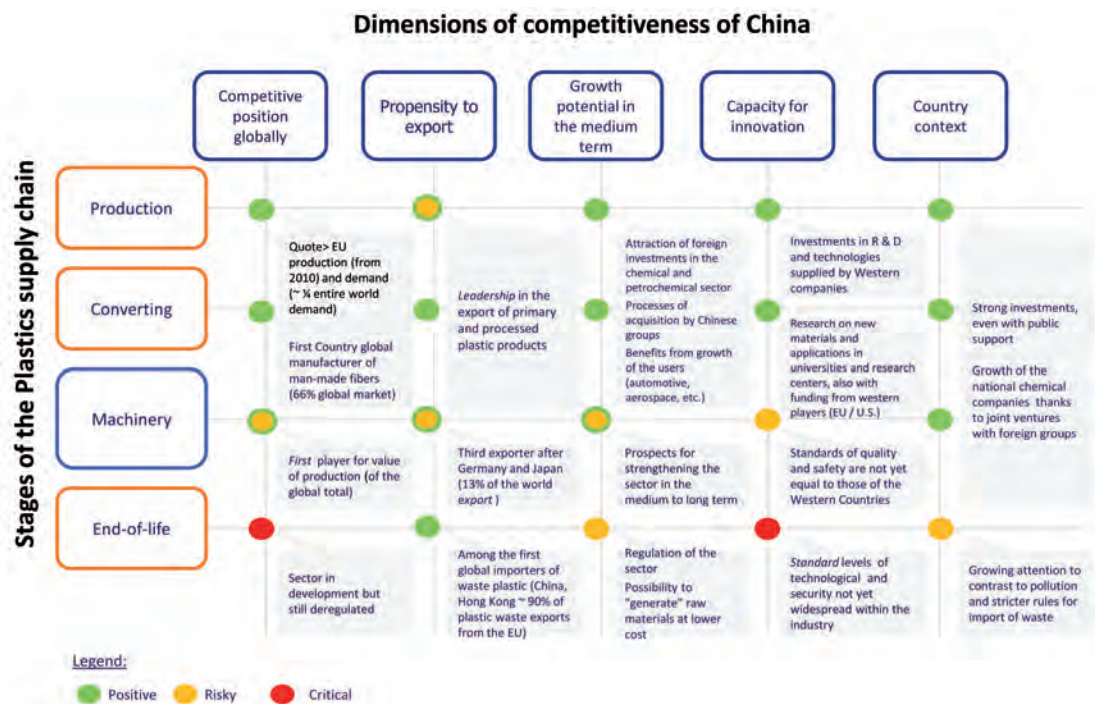 Dimensions of competitiveness of China
Stages of the Plastics supply chain
Competitive
position
globally
Propensity to
export
Growth
potential in
the medium
term
Capacity for
innovation
Country
context
Production
Quote> EU
production (from
2010) and demand
(~ ¼ entire world
demand)
Attraction of foreign
investments in the
chemical and
petrochemical sector
Investments in R & D
and technologies
supplied by Western
companies
Converting
First Country global
manufacturer of
man-made fibers
(66% global market)
Leadership in the
export of primary
and processed
plastic products
Processes of
acquisition by Chinese
groups
Benefits from growth
of the users
(automotive,
aerospace, etc.)
Research on new
materials and
applications in
universities and research
centers, also with
funding from western
players (EU / U.S.)
Strong investments,
even with public
support
Growth of the
national chemical
companies thanks
to joint ventures
with foreign groups
Machinery
First player for value
of production (of the
global total)
Third exporter after
Germany and Japan
(13% of the world
export )
Prospects for
strengthening the
sector in the
medium to long term
Standards of quality
and safety are not yet
equal to those of the
Western Countries
End-of-life
Sector in
development but
still deregulated
Among the first
global importers of
waste plastic (China,
Hong Kong ~ 90% of
plastic waste exports
from the EU)
Regulation of the
sector
Possibility to
"generate" raw
materials at lower
cost
Standard levels of
technological and
security not yet
widespread within the
industry
Growing attention to
contrast to pollution
and stricter rules for
import of waste
Legend:
Positive
Risky
Critical